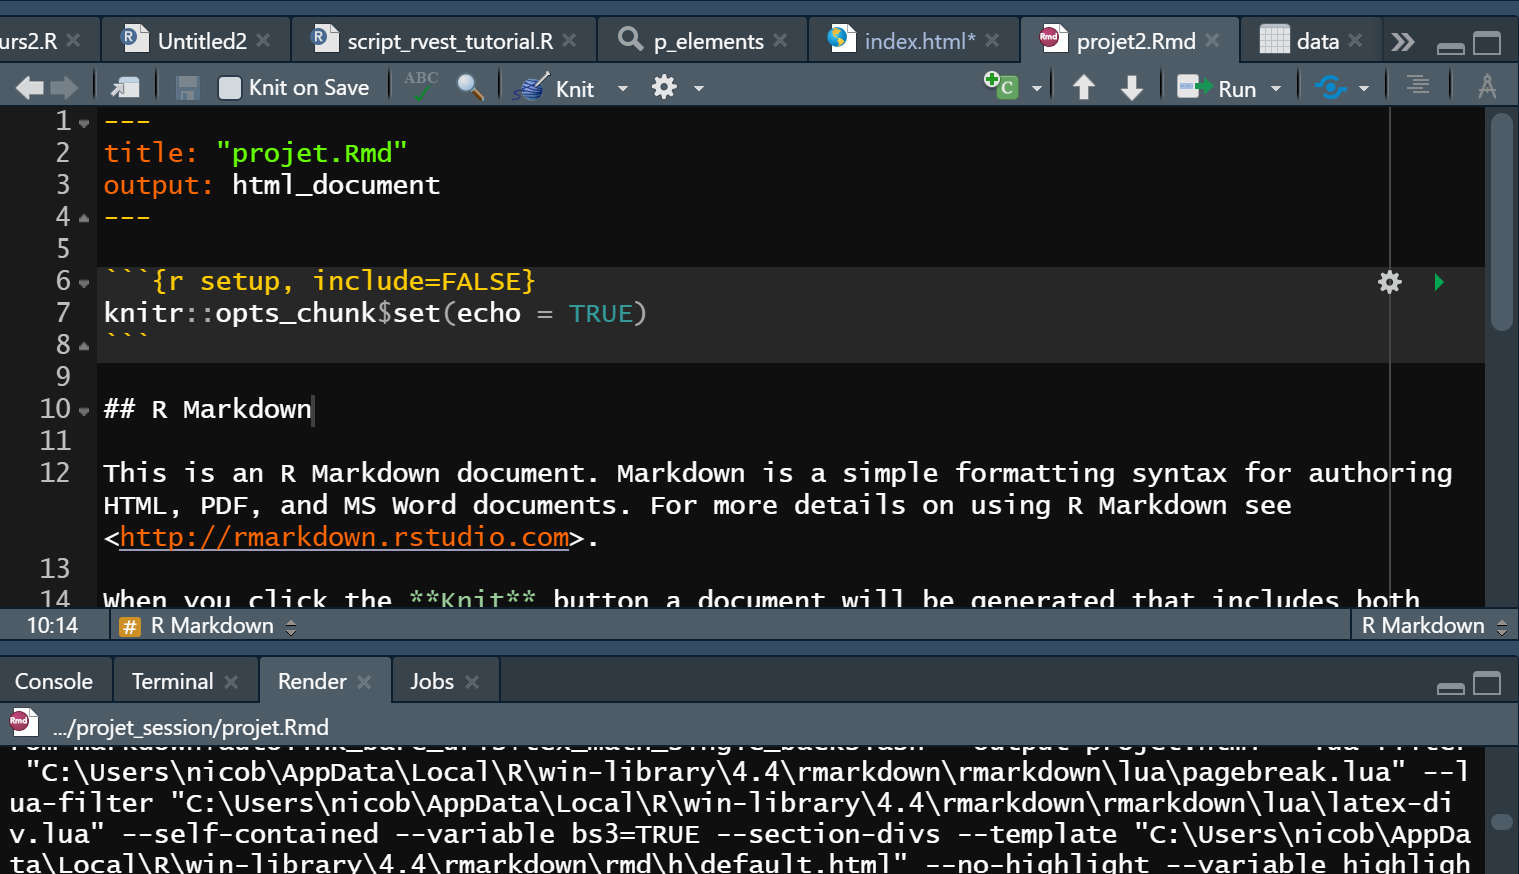 urs2.R
Untitled2
script_rvest_tutorial.R
p_elements
index.html*
projet2.Rmd
data
Knit on Save
ABC
Knit
C
Run
1 ---
2 title: "projet.Rmd"
3 output: html_document
4 ---
5
6 ```{r setup, include=FALSE}
7 knitr::opts_chunk$set(echo = TRUE)
8 ```
9
10 ## R Markdown
11
12 This is an R Markdown document. Markdown is a simple formatting syntax for authoring
HTML, PDF, and MS Word documents. For more details on using R Markdown see
<http://rmarkdown.rstudio.com>.
13
14 When you click the **Knit** button a document will be generated that includes both
10:14
# R Markdown
R Markdown
Console
Terminal
Render
Jobs
Rmd
.../projet_session/projet.Rmd
"C:\Users\nicob\AppData\Local\R\win-library\4.4\rmarkdown\rmarkdown\lua\pagebreak.lua" --l
ua-filter "C:\Users\nicob\AppData\Local\R\win-library\4.4\rmarkdown\rmarkdown\lua\latex-di
v.lua" --self-contained --variable bs3=TRUE --section-divs --template "C:\Users\nicob\AppDa
ta\Local\R\win-library\4.4\rmarkdown\rmd\h\default.html" --no-highlight --variable highligh